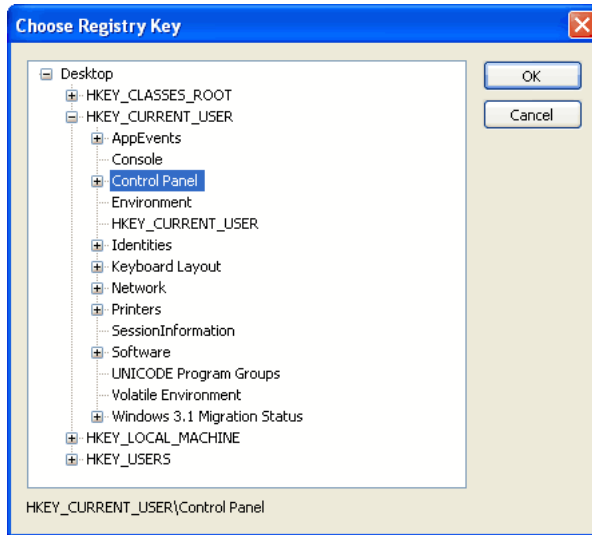 Choose Registry Key
Desktop
HKEY_CLASSES_ROOT
HKEY_CURRENT_USER
AppEvents
Console
Control Panel
Environment
HKEY_CURRENT_USER
Identities
Keyboard Layout
Network
Printers
SessionInformation
Software
UNICODE Program Groups
Volatile Environment
Windows 3.1 Migration Status
HKEY_LOCAL_MACHINE
HKEY_USERS
OK
Cancel
HKEY_CURRENT_USER\Control Panel